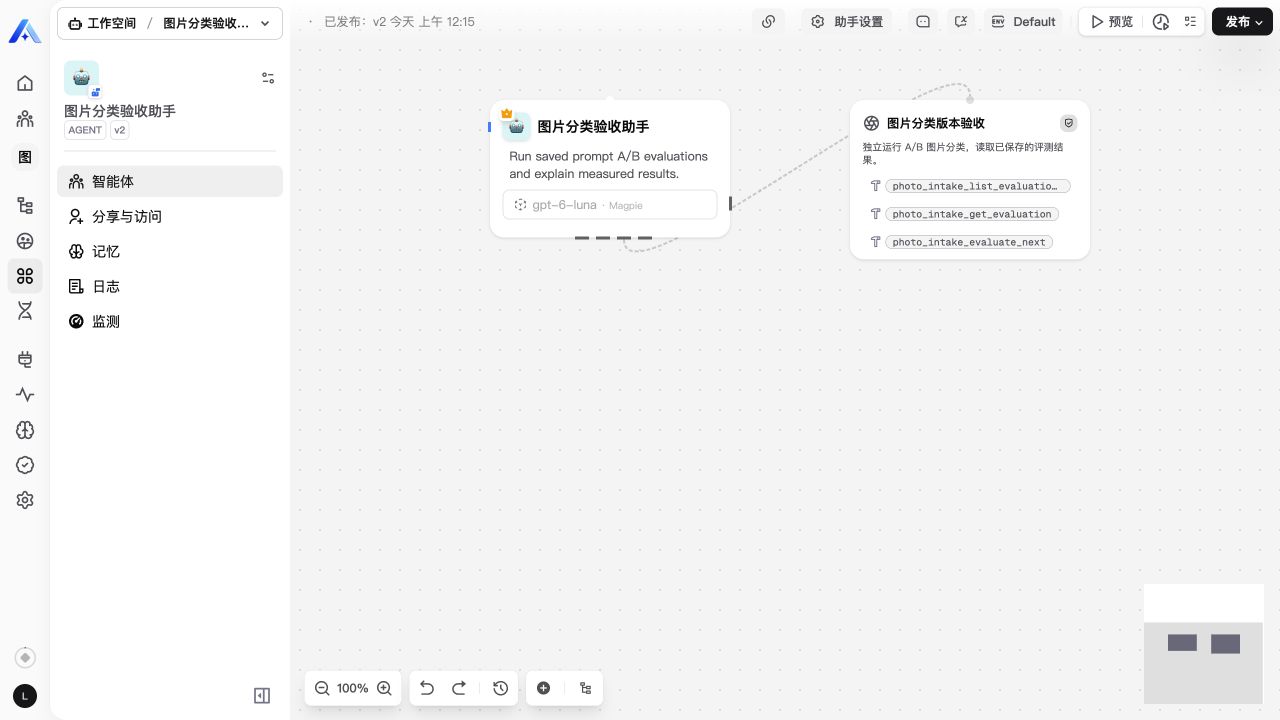 工作空间 / 图片分类验收...
· 已发布：v2 今天 上午 12:15
助手设置
ENV Default
预览
发布
图片分类验收助手
AGENT v2
图
智能体
分享与访问
记忆
日志
监测
图片分类验收助手
Run saved prompt A/B evaluations
and explain measured results.
gpt-6-luna · Magpie
图片分类版本验收
独立运行 A/B 图片分类，读取已保存的评测结
果。
photo_intake_list_evaluatio…
photo_intake_get_evaluation
photo_intake_evaluate_next
100%
L